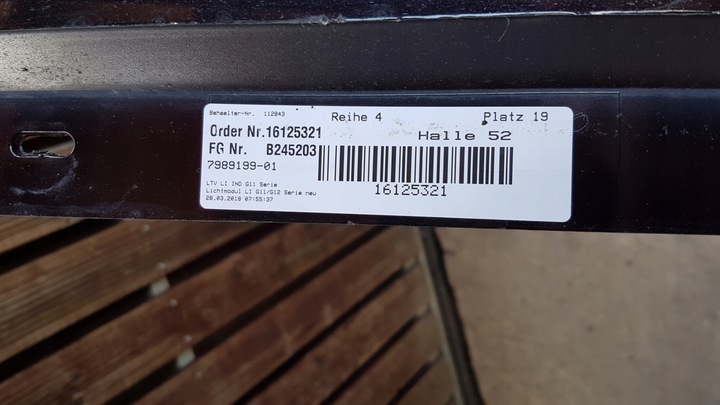 Behaelter-Nr. 112843 Reihe 4 Platz 19
Order Nr.16125321 Halle 52
FG Nr. B245203
7989199-01
16125321
LTV LI IND G11 Serie
Lichtmodul LI G11/G12 Serie neu
28.03.2018 07:55:37